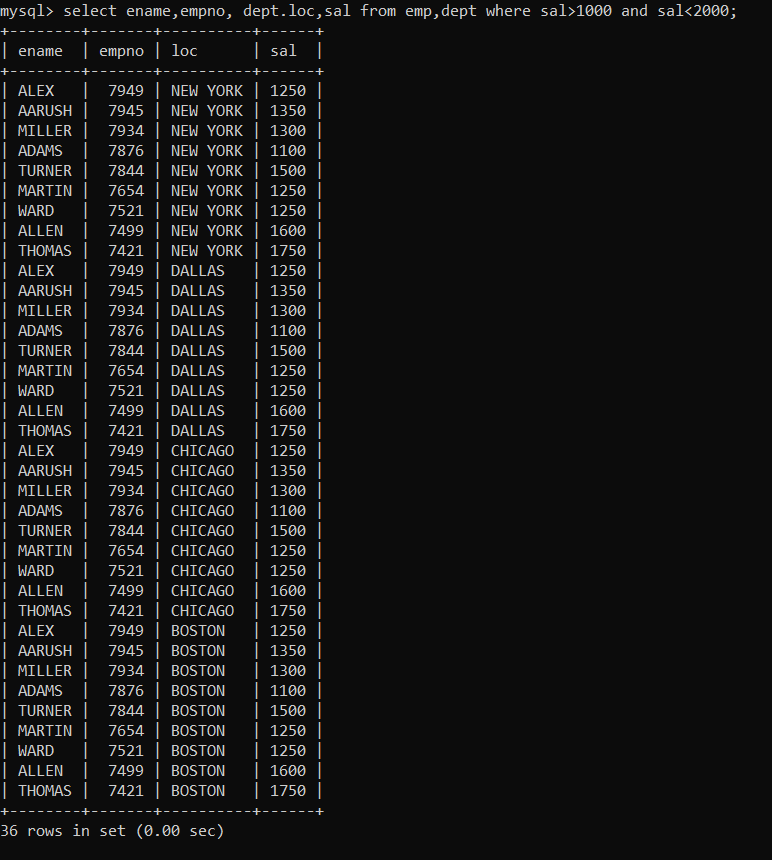 mysql> select ename,empno, dept.loc,sal from emp,dept where sal>1000 and sal<2000;
+--------+-------+----------+------+
| ename  | empno | loc      | sal  |
+--------+-------+----------+------+
| ALEX   |  7949 | NEW YORK | 1250 |
| AARUSH |  7945 | NEW YORK | 1350 |
| MILLER |  7934 | NEW YORK | 1300 |
| ADAMS  |  7876 | NEW YORK | 1100 |
| TURNER |  7844 | NEW YORK | 1500 |
| MARTIN |  7654 | NEW YORK | 1250 |
| WARD   |  7521 | NEW YORK | 1250 |
| ALLEN  |  7499 | NEW YORK | 1600 |
| THOMAS |  7421 | NEW YORK | 1750 |
| ALEX   |  7949 | DALLAS   | 1250 |
| AARUSH |  7945 | DALLAS   | 1350 |
| MILLER |  7934 | DALLAS   | 1300 |
| ADAMS  |  7876 | DALLAS   | 1100 |
| TURNER |  7844 | DALLAS   | 1500 |
| MARTIN |  7654 | DALLAS   | 1250 |
| WARD   |  7521 | DALLAS   | 1250 |
| ALLEN  |  7499 | DALLAS   | 1600 |
| THOMAS |  7421 | DALLAS   | 1750 |
| ALEX   |  7949 | CHICAGO  | 1250 |
| AARUSH |  7945 | CHICAGO  | 1350 |
| MILLER |  7934 | CHICAGO  | 1300 |
| ADAMS  |  7876 | CHICAGO  | 1100 |
| TURNER |  7844 | CHICAGO  | 1500 |
| MARTIN |  7654 | CHICAGO  | 1250 |
| WARD   |  7521 | CHICAGO  | 1250 |
| ALLEN  |  7499 | CHICAGO  | 1600 |
| THOMAS |  7421 | CHICAGO  | 1750 |
| ALEX   |  7949 | BOSTON   | 1250 |
| AARUSH |  7945 | BOSTON   | 1350 |
| MILLER |  7934 | BOSTON   | 1300 |
| ADAMS  |  7876 | BOSTON   | 1100 |
| TURNER |  7844 | BOSTON   | 1500 |
| MARTIN |  7654 | BOSTON   | 1250 |
| WARD   |  7521 | BOSTON   | 1250 |
| ALLEN  |  7499 | BOSTON   | 1600 |
| THOMAS |  7421 | BOSTON   | 1750 |
+--------+-------+----------+------+
36 rows in set (0.00 sec)